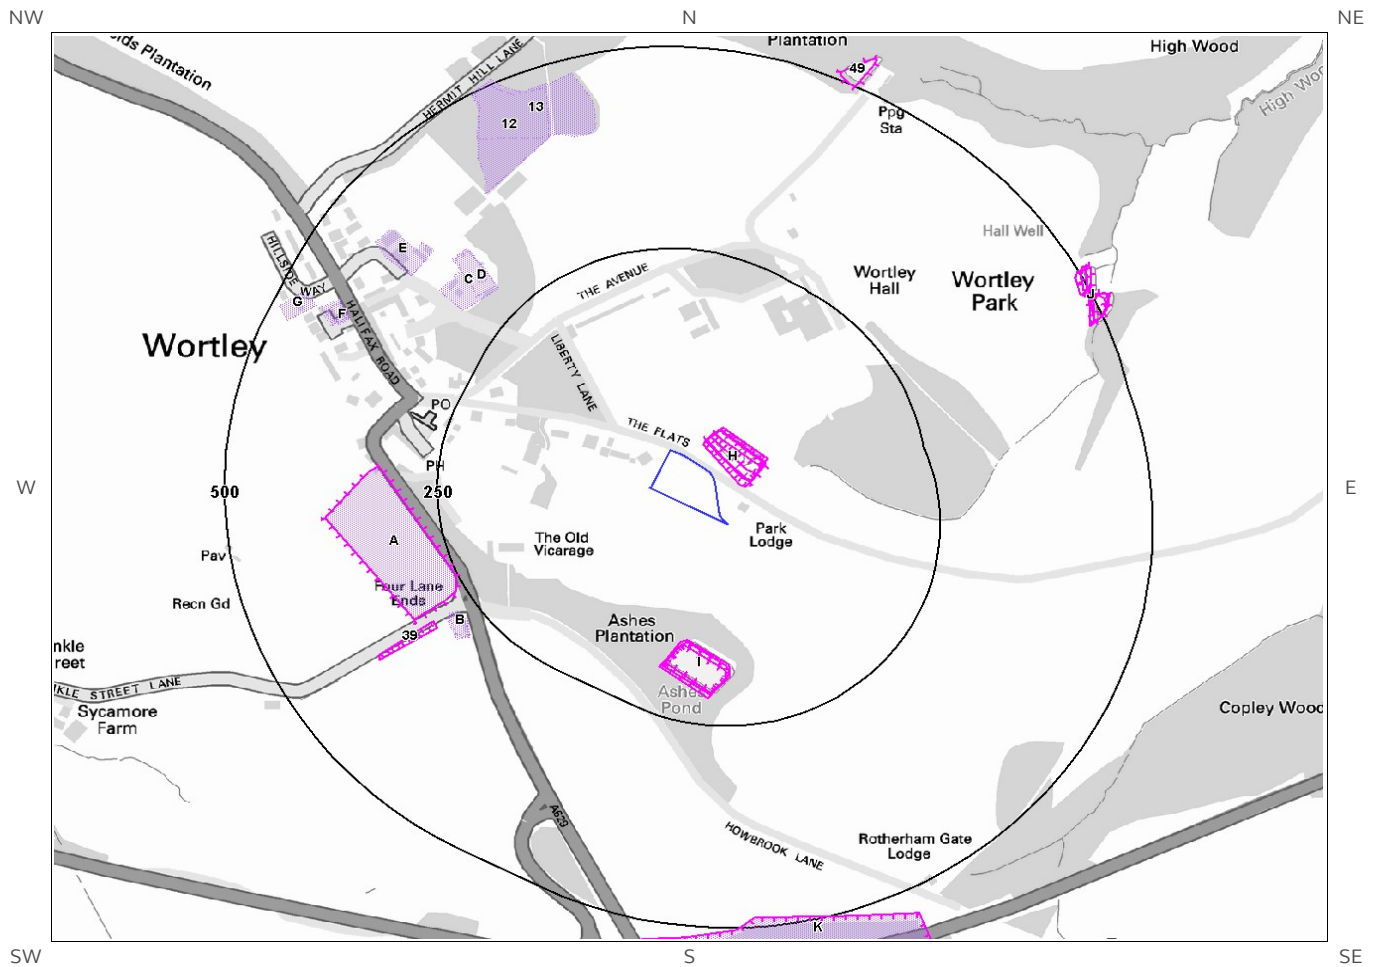 NW
N
NE
Plantation
lds Plantation
High Wood
High Woo
HERMIT HILL LANE
49
13
12
Ppg
Sta
Hall Well
HILLSIDE
WAY
E
C D
G
F
HALIFAX ROAD
THE AVENUE
Wortley
Hall
Wortley
Park
J
Wortley
LIBERTY LANE
PO
THE FLATS
H
PH
W
500
250
E
A
The Old
Vicarage
Park
Lodge
Pav
Four Lane
Ends
Recn Gd
B
39
Ashes
Plantation
I
Ashes
Pond
nkle
reet
KLE STREET LANE
Sycamore
Farm
Copley Wood
A629
HOWBROOK LANE
Rotherham Gate
Lodge
K
SW
S
SE